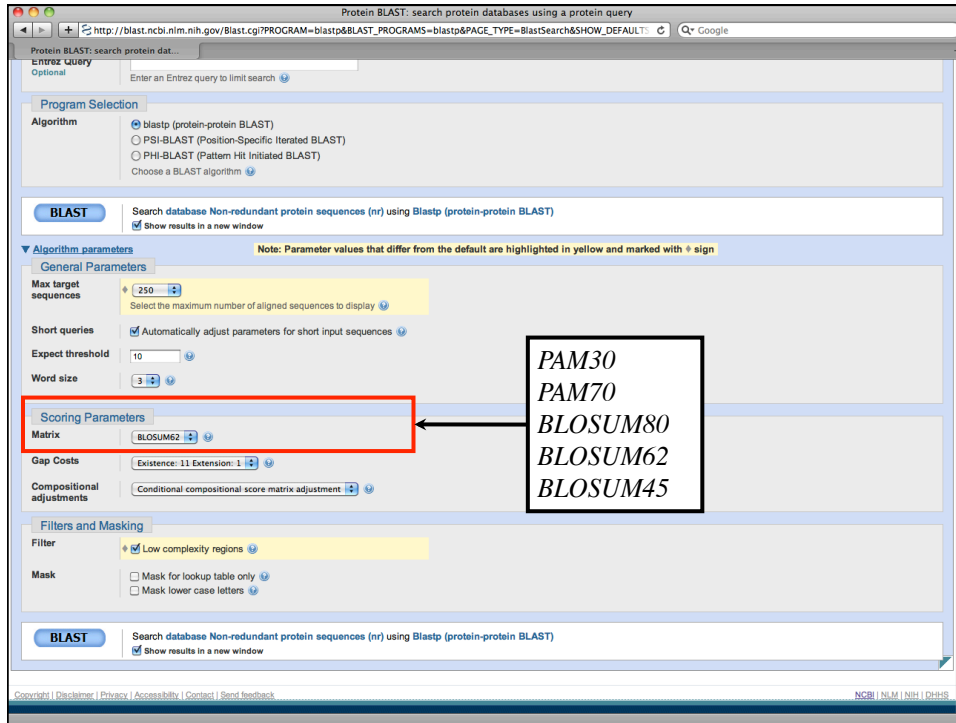 Protein BLAST: search protein databases using a protein query
http://blast.ncbi.nlm.nih.gov/Blast.cgi?PROGRAM=blastp&BLAST_PROGRAMS=blastp&PAGE_TYPE=BlastSearch&SHOW_DEFAULTS
Google
Protein BLAST: search protein dat...
Entrez Query
Optional
Enter an Entrez query to limit search
Program Selection
Algorithm
blastp (protein-protein BLAST)
PSI-BLAST (Position-Specific Iterated BLAST)
PHI-BLAST (Pattern Hit Initiated BLAST)
Choose a BLAST algorithm
BLAST
Search database Non-redundant protein sequences (nr) using Blastp (protein-protein BLAST)
Show results in a new window
Algorithm parameters
Note: Parameter values that differ from the default are highlighted in yellow and marked with ♦ sign
General Parameters
Max target sequences
250
Select the maximum number of aligned sequences to display
Short queries
Automatically adjust parameters for short input sequences
Expect threshold
10
Word size
3
PAM30
PAM70
BLOSUM80
BLOSUM62
BLOSUM45
Scoring Parameters
Matrix
BLOSUM62
Gap Costs
Existence: 11 Extension: 1
Compositional adjustments
Conditional compositional score matrix adjustment
Filters and Masking
Filter
Low complexity regions
Mask
Mask for lookup table only
Mask lower case letters
BLAST
Search database Non-redundant protein sequences (nr) using Blastp (protein-protein BLAST)
Show results in a new window
Copyright | Disclaimer | Privacy | Accessibility | Contact | Send feedback
NCBI | NLM | NIH | DHHS